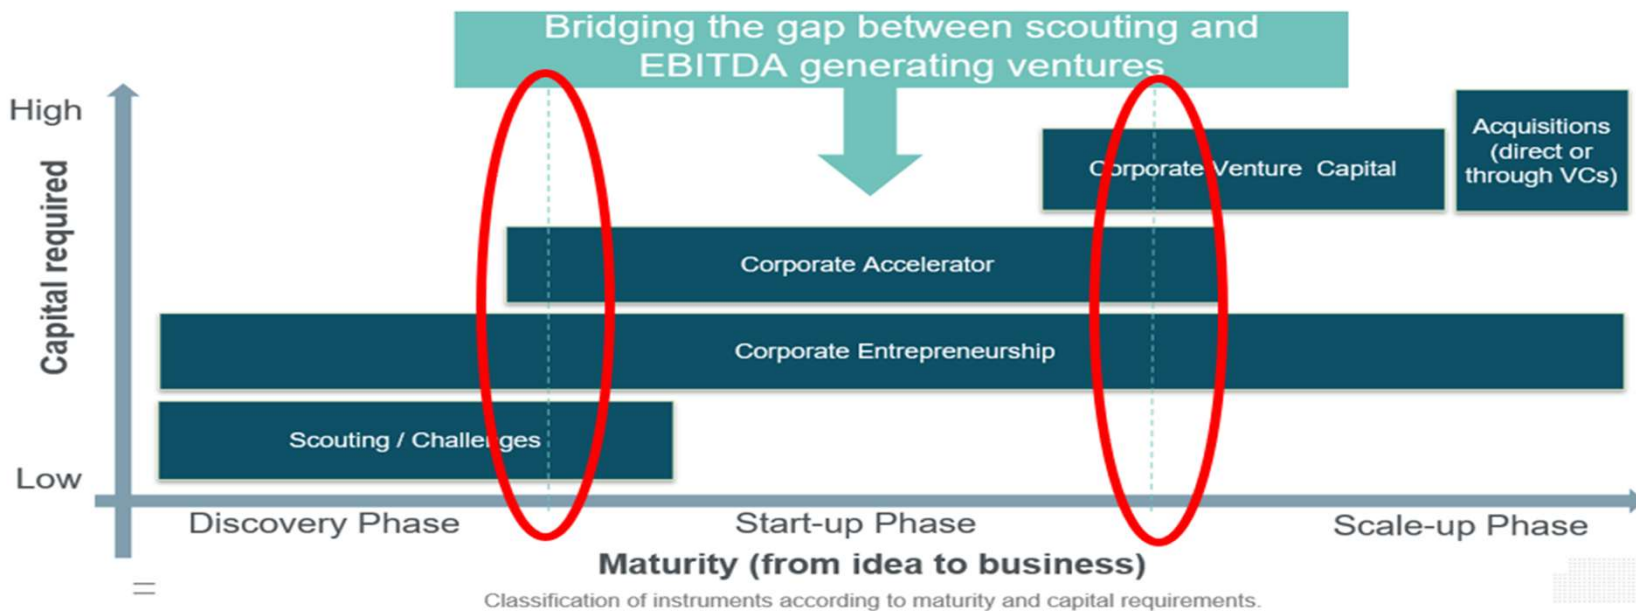 Bridging the gap between scouting and
EBITDA generating ventures
High
Capital required
Low
Acquisitions
(direct or
through VCs)
Corporate Venture Capital
Corporate Accelerator
Corporate Entrepreneurship
Scouting / Challenges
Discovery Phase
Start-up Phase
Scale-up Phase
Maturity (from idea to business)
Classification of instruments according to maturity and capital requirements.